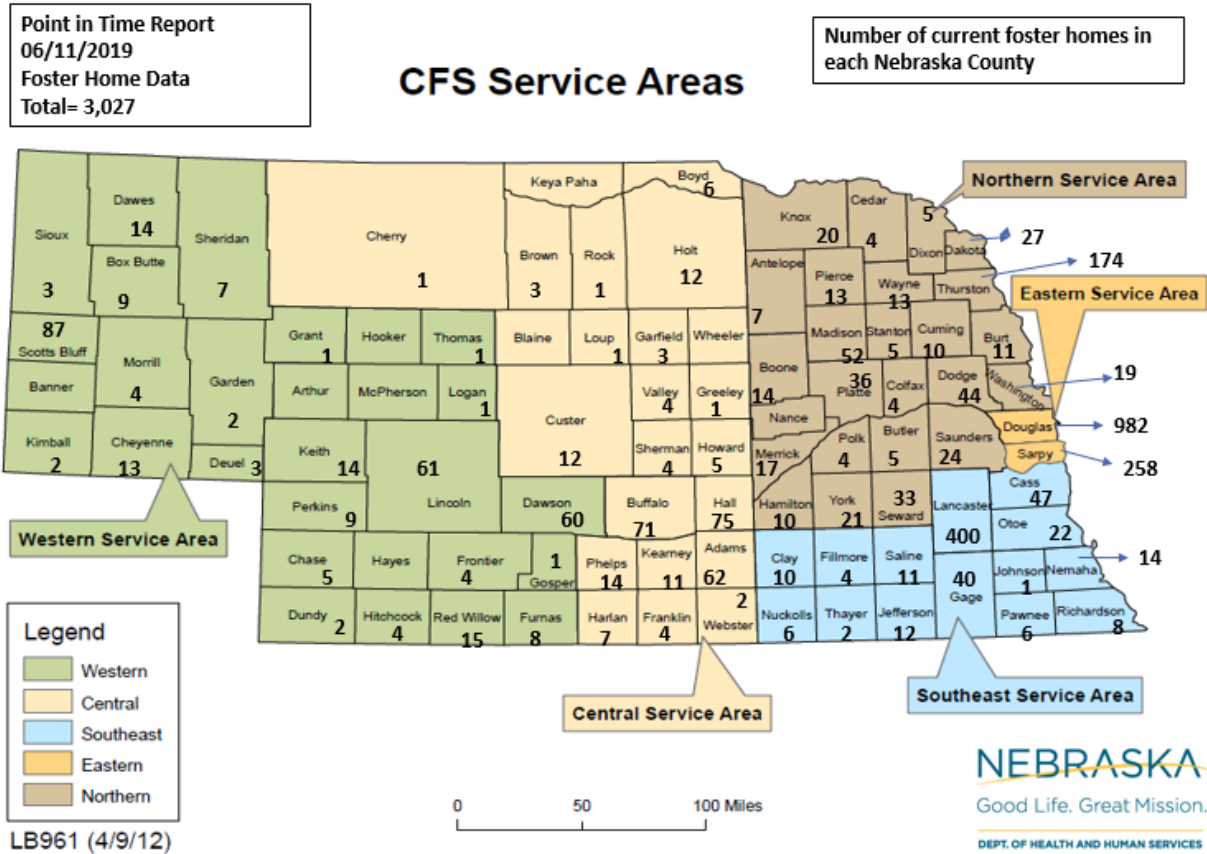 Point in Time Report
06/11/2019
Foster Home Data
Total= 3,027
CFS Service Areas
Number of current foster homes in
each Nebraska County
Northern Service Area
Eastern Service Area
Western Service Area
Central Service Area
Southeast Service Area
Sioux
3
Dawes
14
Box Butte
9
Sheridan
7
87
Scotts Bluff
Morrill
4
Banner
Garden
2
Kimball
2
Cheyenne
13
Deuel 3
Cherry
1
Keya Paha
Boyd
6
Brown
3
Rock
1
Holt
12
Grant
1
Hooker
Thomas
1
Arthur
McPherson
Logan
1
Blaine
Loup
1
Garfield
3
Wheeler
Custer
12
Valley
4
Greeley
1
Sherman
4
Howard
5
Keith
14
61
Lincoln
Perkins
9
Dawson
60
Buffalo
71
Hall
75
Chase
5
Hayes
Frontier
4
1
Gosper
Phelps
14
Kearney
11
Adams
62
Dundy
2
Hitchcock
4
Red Willow
15
Furnas
8
Harlan
7
Franklin
4
2
Webster
Knox
20
Cedar
4
5
Dixon
Dakota
27
Antelope
7
Pierce
13
Wayne
13
Thurston
174
Madison
52
Stanton
5
Cuming
10
Burt
11
Boone
14
36
Platte
Colfax
4
Dodge
44
Washington
19
Nance
Merrick
17
Polk
4
Butler
5
Saunders
24
Douglas
982
Sarpy
258
Hamilton
10
York
21
33
Seward
Lancaster
400
Cass
47
Otoe
22
Clay
10
Fillmore
4
Saline
11
40
Gage
Johnson
1
Nemaha
14
Nuckolls
6
Thayer
2
Jefferson
12
Pawnee
6
Richardson
8
Legend
Western
Central
Southeast
Eastern
Northern
LB961 (4/9/12)
0 50 100 Miles
NEBRASKA
Good Life. Great Mission.
DEPT. OF HEALTH AND HUMAN SERVICES